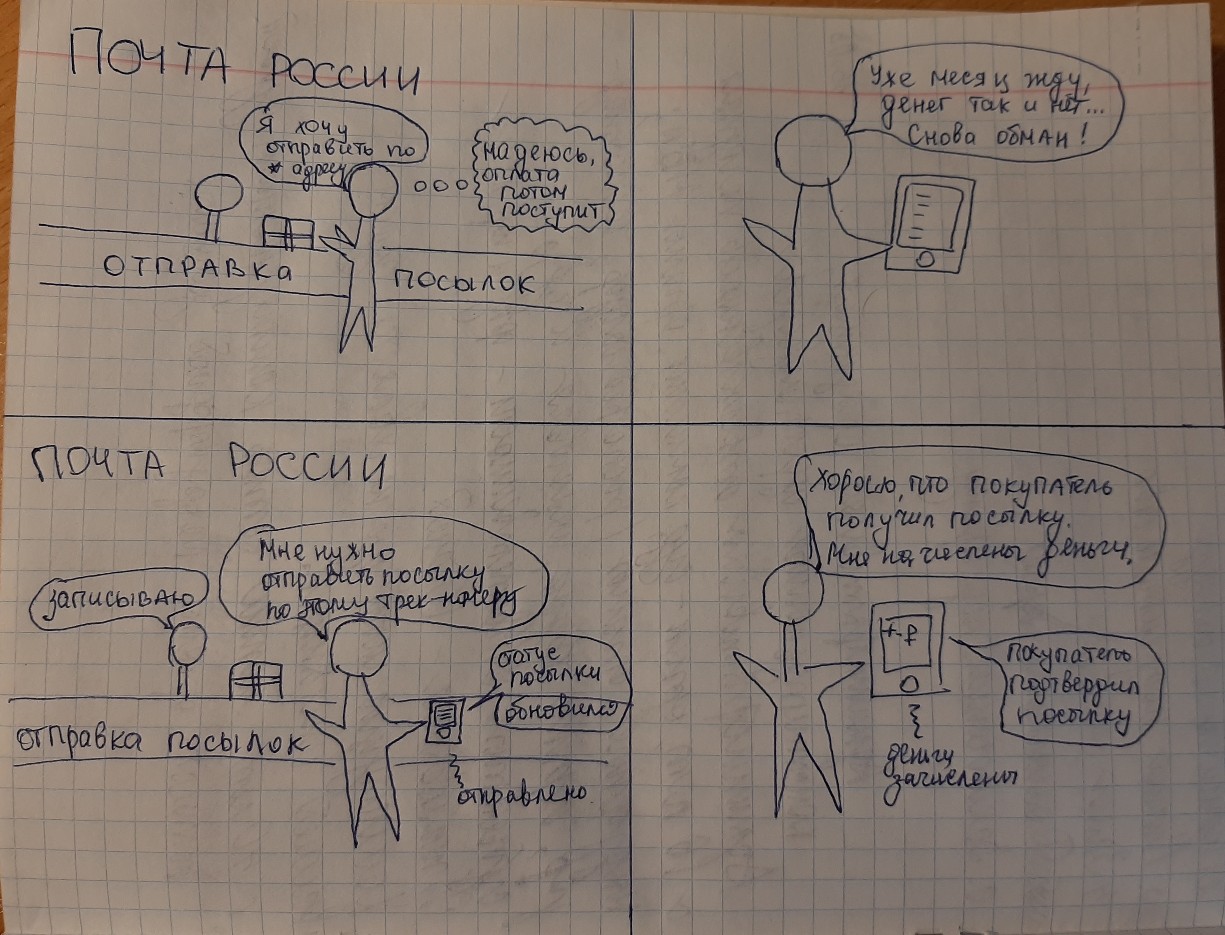 ПОЧТА РОССИИ
Я хочу
отправить по
адресу
надеюсь,
оплата
потом
поступит
ОТПРАВКА ПОСЫЛОК
Уже месяц жду,
денег так и нет...
Снова обман!
ПОЧТА РОССИИ
записываю
Мне нужно
отправить посылку
по этому трек-номеру
статус
посылки
обновился
отправка посылок
отправлено
Хорошо, что покупатель
получил посылку.
Мне начислены деньги.
+ ₽
покупатель
подтвердил
посылку
деньги
зачислены